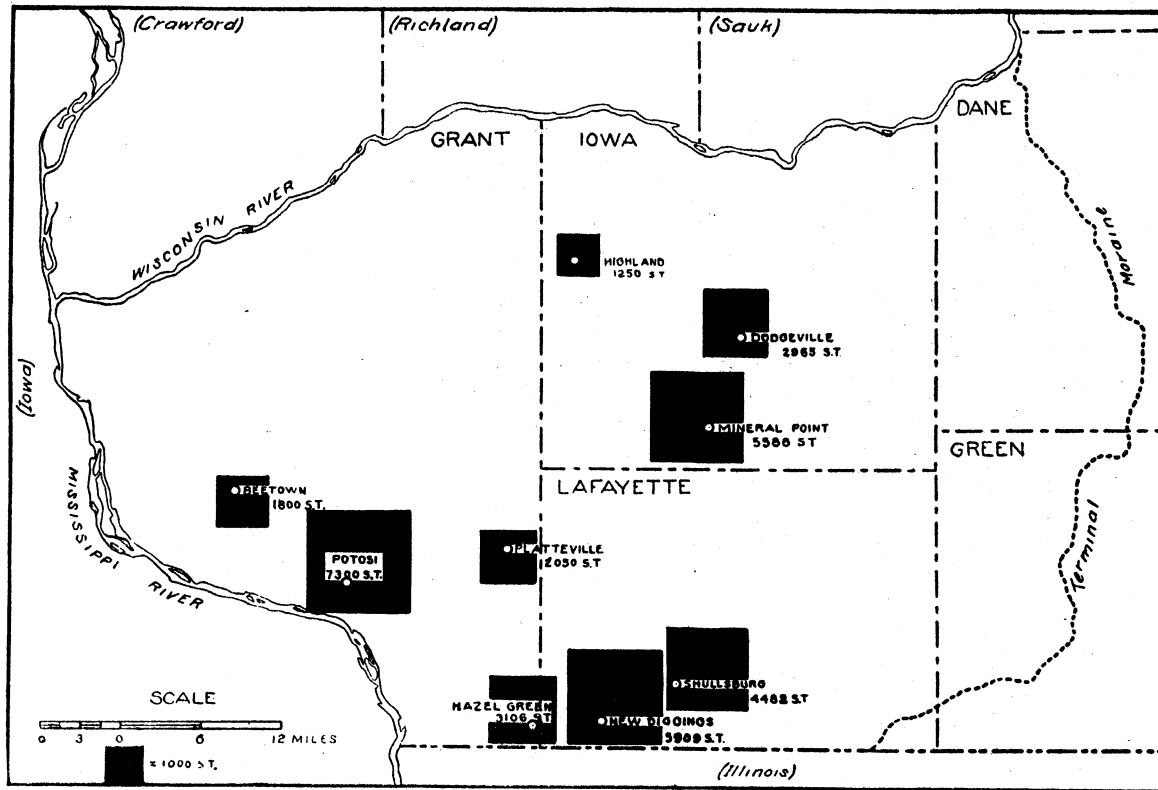 (Crawford)
(Richland)
(Sauk)
DANE
GRANT
IOWA
WISCONSIN RIVER
Moraine
HIGHLAND
1250 S T
DODGEVILLE
2965 S.T.
(Iowa)
MINERAL POINT
5588 S T
GREEN
LAFAYETTE
BEETOWN
1800 S.T.
MISSISSIPPI
RIVER
POTOSI
7300 S.T.
PLATTEVILLE
2050 S.T
Terminal
SHULLSBURG
4482 S T
HAZEL GREEN
3106 S T
NEW DIGGINGS
5909 S.T.
SCALE
6 3 0 6 12 MILES
= 1000 S T.
(Illinois)